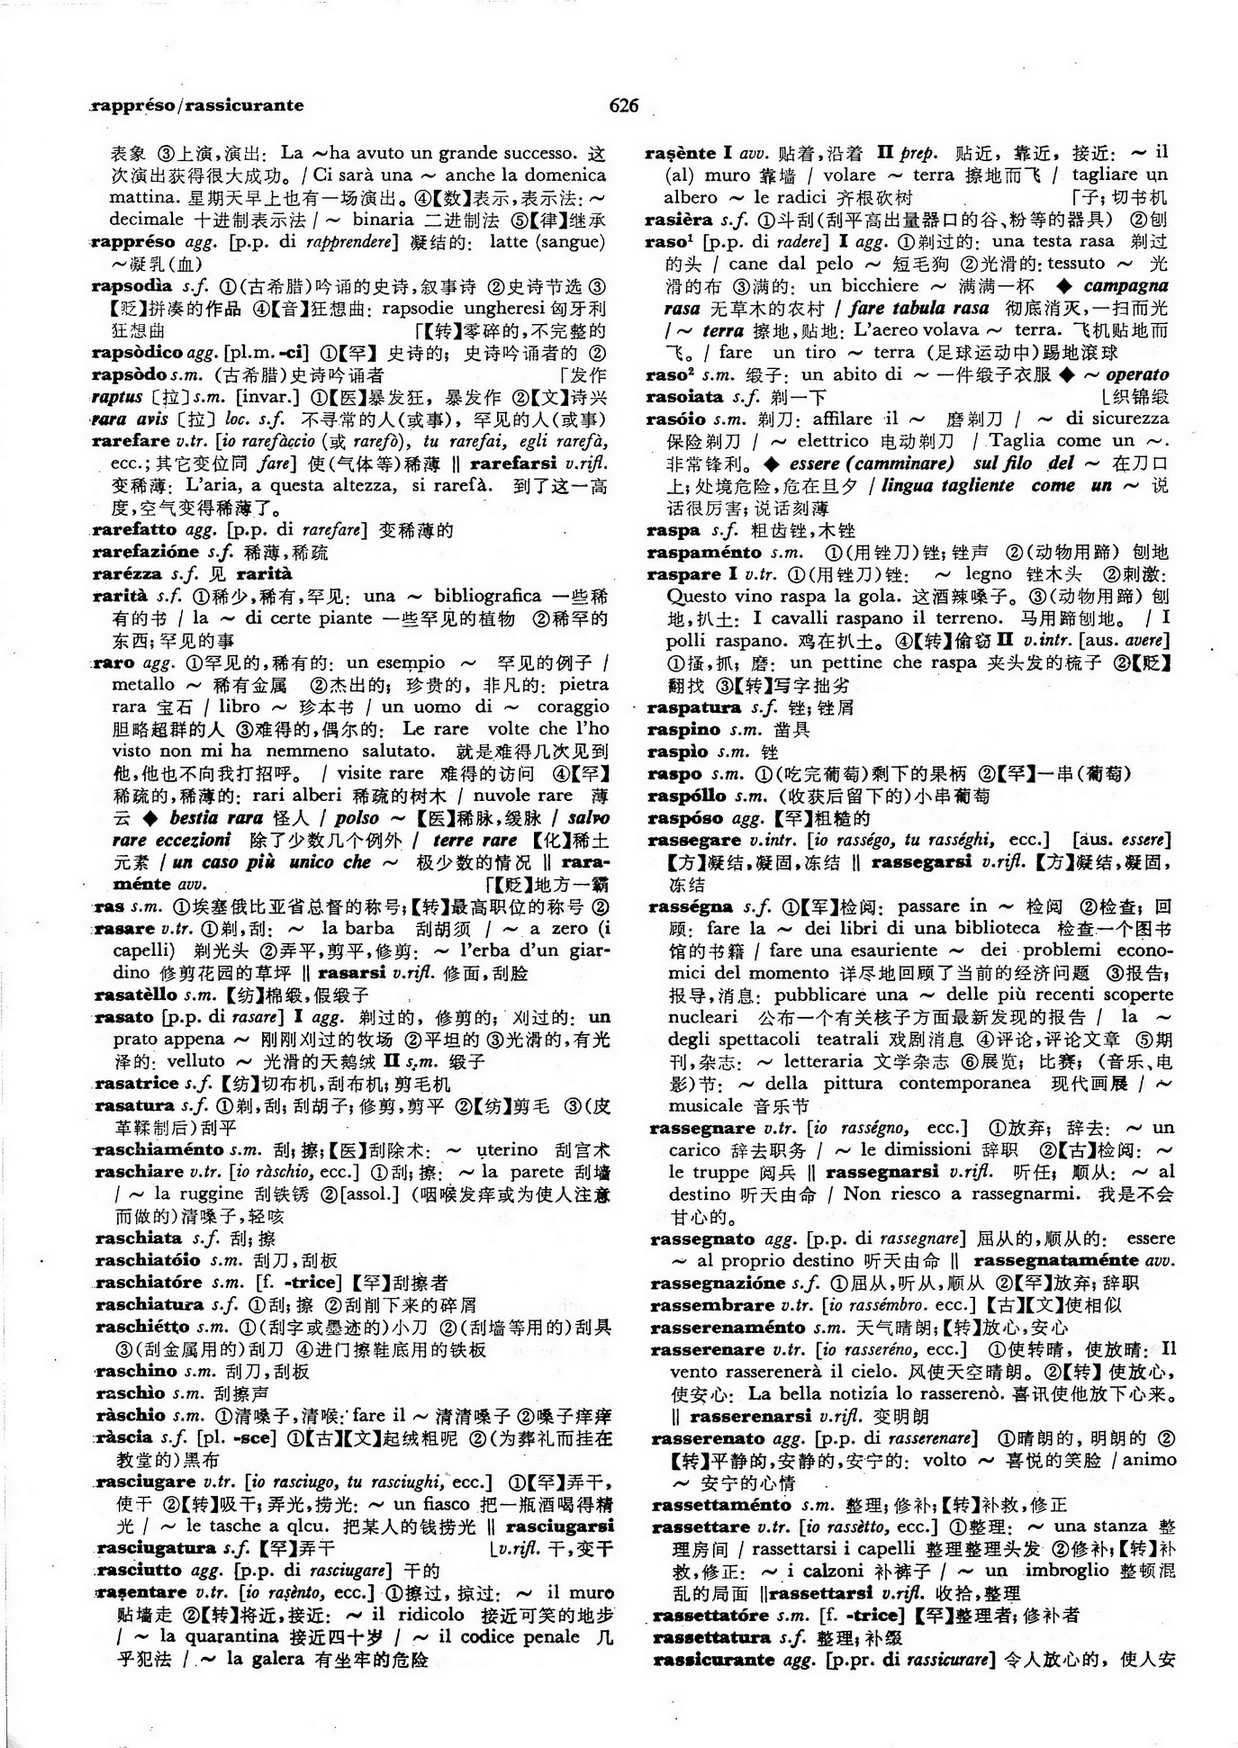 rappréso/rassicurante
626
表象 ③上演,演出: La ~ha avuto un grande successo. 这
次演出获得很大成功。/ Ci sarà una ~ anche la domenica
mattina. 星期天早上也有一场演出。④【数】表示,表示法: ~
decimale 十进制表示法 / ~ binaria 二进制法 ⑤【律】继承
rappréso agg. [p.p. di rapprendere] 凝结的: latte (sangue)
~凝乳(血)
rapsodìa s.f. ①(古希腊)吟诵的史诗,叙事诗 ②史诗节选 ③
【贬】拼凑的作品 ④【音】狂想曲: rapsodie ungheresi 匈牙利
狂想曲 「【转】零碎的,不完整的
rapsòdico agg. [pl.m. -ci] ①【罕】 史诗的; 史诗吟诵者的 ②
rapsòdo s.m. (古希腊)史诗吟诵者 「发作
raptus 〔拉〕s.m. [invar.] ①【医】暴发狂, 暴发作 ②【文】诗兴
rara avis 〔拉〕 loc. s.f. 不寻常的人(或事), 罕见的人(或事)
rarefare v.tr. [io rarefàccio (或 rarefò), tu rarefai, egli rarefà,
ecc.; 其它变位同 fare] 使(气体等)稀薄 ‖ rarefarsi v.rifl.
变稀薄: L'aria, a questa altezza, si rarefà. 到了这一高
度,空气变得稀薄了。
rarefatto agg. [p.p. di rarefare] 变稀薄的
rarefazióne s.f. 稀薄,稀疏
rarézza s.f. 见 rarità
rarità s.f. ①稀少,稀有,罕见: una ~ bibliografica 一些稀
有的书 / la ~ di certe piante 一些罕见的植物 ②稀罕的
东西; 罕见的事
raro agg. ①罕见的,稀有的: un esempio ~ 罕见的例子 /
metallo ~ 稀有金属 ②杰出的; 珍贵的, 非凡的: pietra
rara 宝石 / libro ~ 珍本书 / un uomo di ~ coraggio
胆略超群的人 ③难得的,偶尔的: Le rare volte che l'ho
visto non mi ha nemmeno salutato. 就是难得几次见到
他,他也不向我打招呼。 / visite rare 难得的访问 ④【罕】
稀疏的,稀薄的: rari alberi 稀疏的树木 / nuvole rare 薄
云 ◆ bestia rara 怪人 / polso ~ 【医】稀脉,缓脉 / salvo
rare eccezioni 除了少数几个例外 / terre rare 【化】稀土
元素 / un caso più unico che ~ 极少数的情况 ‖ rara-
ménte avv. 「【贬】地方一霸
ras s.m. ①埃塞俄比亚省总督的称号;【转】最高职位的称号 ②
rasare v.tr. ①剃,刮: ~ la barba 刮胡须 / ~ a zero (i
capelli) 剃光头 ②弄平,剪平,修剪: ~ l'erba d'un giar-
dino 修剪花园的草坪 ‖ rasarsi v.rifl. 修面,刮脸
rasatèllo s.m. 【纺】棉缎,假缎子
rasato [p.p. di rasare] I agg. 剃过的, 修剪的; 刈过的: un
prato appena ~ 刚刚刈过的牧场 ②平坦的 ③光滑的,有光
泽的: velluto ~ 光滑的天鹅绒 II s.m. 缎子
rasatrice s.f. 【纺】切布机,刮布机; 剪毛机
rasatura s.f. ①剃,刮; 刮胡子; 修剪,剪平 ②【纺】剪毛 ③(皮
革鞣制后)刮平
raschiaménto s.m. 刮; 擦;【医】刮除术: ~ uterino 刮宫术
raschiare v.tr. [io ràschio, ecc.] ①刮; 擦: ~ la parete 刮墙
/ ~ la ruggine 刮铁锈 ②[assol.] (咽喉发痒或为使人注意
而做的)清嗓子,轻咳
raschiata s.f. 刮; 擦
raschiatóio s.m. 刮刀,刮板
raschiatóre s.m. [f. -trice] 【罕】刮擦者
raschiatura s.f. ①刮; 擦 ②刮削下来的碎屑
raschiétto s.m. ①(刮字或墨迹的)小刀 ②(刮墙等用的)刮具
③(刮金属用的)刮刀 ④进门擦鞋底用的铁板
raschino s.m. 刮刀,刮板
raschìo s.m. 刮擦声
ràschio s.m. ①清嗓子,清喉: fare il ~ 清清嗓子 ②嗓子痒痒
ràscia s.f. [pl. -sce] ①【古】【文】起绒粗呢 ②(为葬礼而挂在
教堂的)黑布
rasciugare v.tr. [io rasciugo, tu rasciughi, ecc.] ①【罕】弄干,
使干 ②【转】吸干; 弄光,捞光: ~ un fiasco 把一瓶酒喝得精
光 / ~ le tasche a qlcu. 把某人的钱捞光 ‖ rasciugarsi
rasciugatura s.f. 【罕】弄干 ⌊v.rifl. 干,变干
rasciutto agg. [p.p. di rasciugare] 干的
raṣentare v.tr. [io raṣènto, ecc.] ①擦过, 掠过: ~ il muro
贴墙走 ②【转】将近,接近: ~ il ridicolo 接近可笑的地步
/ ~ la quarantina 接近四十岁 / ~ il codice penale 几
乎犯法 / ~ la galera 有坐牢的危险
raṣènte I avv. 贴着,沿着 II prep. 贴近, 靠近, 接近: ~ il
(al) muro 靠墙 / volare ~ terra 擦地而飞 / tagliare un
albero ~ le radici 齐根砍树 「子; 切书机
rasièra s.f. ①斗刮(刮平高出量器口的谷、粉等的器具) ②刨
raso¹ [p.p. di radere] I agg. ①剃过的: una testa rasa 剃过
的头 / cane dal pelo ~ 短毛狗 ②光滑的: tessuto ~ 光
滑的布 ③满的: un bicchiere ~ 满满一杯 ◆ campagna
rasa 无草木的农村 / fare tabula rasa 彻底消灭,一扫而光
/ ~ terra 擦地,贴地: L'aereo volava ~ terra. 飞机贴地而
飞。/ fare un tiro ~ terra (足球运动中)踢地滚球
raso² s.m. 缎子: un abito di ~ 一件缎子衣服 ◆ ~ operato
rasoiata s.f. 剃一下 ⌊织锦缎
rasóio s.m. 剃刀: affilare il ~ 磨剃刀 / ~ di sicurezza
保险剃刀 / ~ elettrico 电动剃刀 / Taglia come un ~.
非常锋利。◆ essere (camminare) sul filo del ~ 在刀口
上; 处境危险,危在旦夕 / lingua tagliente come un ~ 说
话很厉害; 说话刻薄
raspa s.f. 粗齿锉,木锉
raspaménto s.m. ①(用锉刀)锉; 锉声 ②(动物用蹄) 刨地
raspare I v.tr. ①(用锉刀)锉: ~ legno 锉木头 ②刺激:
Questo vino raspa la gola. 这酒辣嗓子。③(动物用蹄) 刨
地,扒土: I cavalli raspano il terreno. 马用蹄刨地。 / I
polli raspano. 鸡在扒土。④【转】偷窃 II v.intr. [aus. avere]
①搔,抓; 磨: un pettine che raspa 夹头发的梳子 ②【贬】
翻找 ③【转】写字拙劣
raspatura s.f. 锉; 锉屑
raspino s.m. 凿具
raspìo s.m. 锉
raspo s.m. ①(吃完葡萄)剩下的果柄 ②【罕】一串(葡萄)
raspóllo s.m. (收获后留下的)小串葡萄
raspóso agg. 【罕】粗糙的
rassegare v.intr. [io rasségo, tu rasséghi, ecc.] [aus. essere]
【方】凝结,凝固,冻结 ‖ rassegarsi v.rifl. 【方】凝结,凝固,
冻结
rasségna s.f. ①【军】检阅: passare in ~ 检阅 ②检查; 回
顾: fare la ~ dei libri di una biblioteca 检查一个图书
馆的书籍 / fare una esauriente ~ dei problemi econo-
mici del momento 详尽地回顾了当前的经济问题 ③报告;
报导,消息: pubblicare una ~ delle più recenti scoperte
nucleari 公布一个有关核子方面最新发现的报告 / la ~
degli spettacoli teatrali 戏剧消息 ④评论,评论文章 ⑤期
刊,杂志: ~ letteraria 文学杂志 ⑥展览; 比赛; (音乐、电
影)节: ~ della pittura contemporanea 现代画展 / ~
musicale 音乐节
rassegnare v.tr. [io rasségno, ecc.] ①放弃; 辞去: ~ un
carico 辞去职务 / ~ le dimissioni 辞职 ②【古】检阅: ~
le truppe 阅兵 ‖ rassegnarsi v.rifl. 听任; 顺从: ~ al
destino 听天由命 / Non riesco a rassegnarmi. 我是不会
甘心的。
rassegnato agg. [p.p. di rassegnare] 屈从的,顺从的: essere
~ al proprio destino 听天由命 ‖ rassegnataménte avv.
rassegnazióne s.f. ①屈从,听从,顺从 ②【罕】放弃; 辞职
rassembrare v.tr. [io rassémbro. ecc.] 【古】【文】使相似
rasserenaménto s.m. 天气晴朗;【转】放心,安心
rasserenare v.tr. [io rasseréno, ecc.] ①使转晴, 使放晴: Il
vento rasserenerà il cielo. 风使天空晴朗。②【转】 使放心,
使安心: La bella notizia lo rasserenò. 喜讯使他放下心来。
‖ rasserenarsi v.rifl. 变明朗
rasserenato agg. [p.p. di rasserenare] ①晴朗的, 明朗的 ②
【转】平静的,安静的,安宁的: volto ~ 喜悦的笑脸 / animo
~ 安宁的心情
rassettaménto s.m. 整理; 修补;【转】补救,修正
rassettare v.tr. [io rassètto, ecc.] ①整理: ~ una stanza 整
理房间 / rassettarsi i capelli 整理整理头发 ②修补;【转】补
救,修正: ~ i calzoni 补裤子 / ~ un imbroglio 整顿混
乱的局面 ‖rassettarsi v.rifl. 收拾,整理
rassettatóre s.m. [f. -trice] 【罕】整理者; 修补者
rassettatura s.f. 整理; 补缀
rassicurante agg. [p.pr. di rassicurare] 令人放心的, 使人安